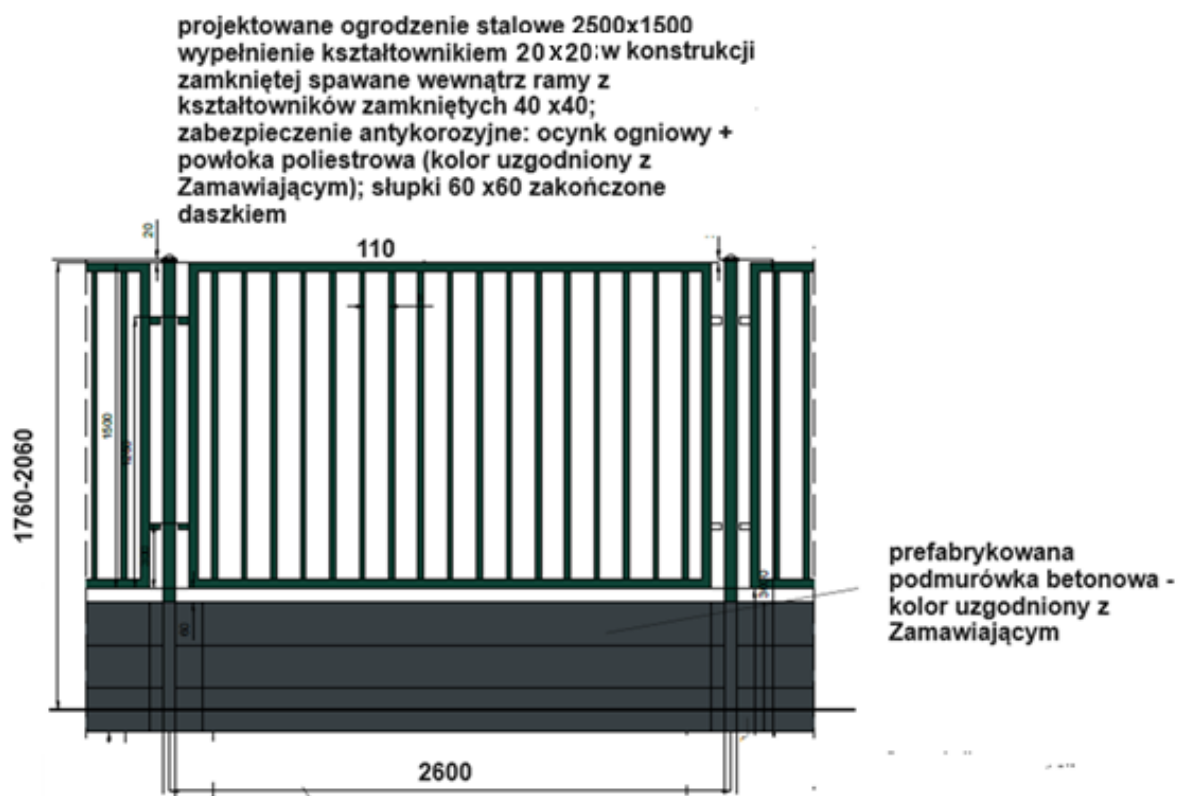 projektowane ogrodzenie stalowe 2500x1500
wypełnienie kształtownikiem 20x20;w konstrukcji
zamkniętej spawane wewnątrz ramy z
kształtowników zamkniętych 40 x40;
zabezpieczenie antykorozyjne: ocynk ogniowy +
powłoka poliestrowa (kolor uzgodniony z
Zamawiającym); słupki 60 x60 zakończone
daszkiem
20
110
1500
1760-2060
60
prefabrykowana
podmurówka betonowa -
kolor uzgodniony z
Zamawiającym
2600